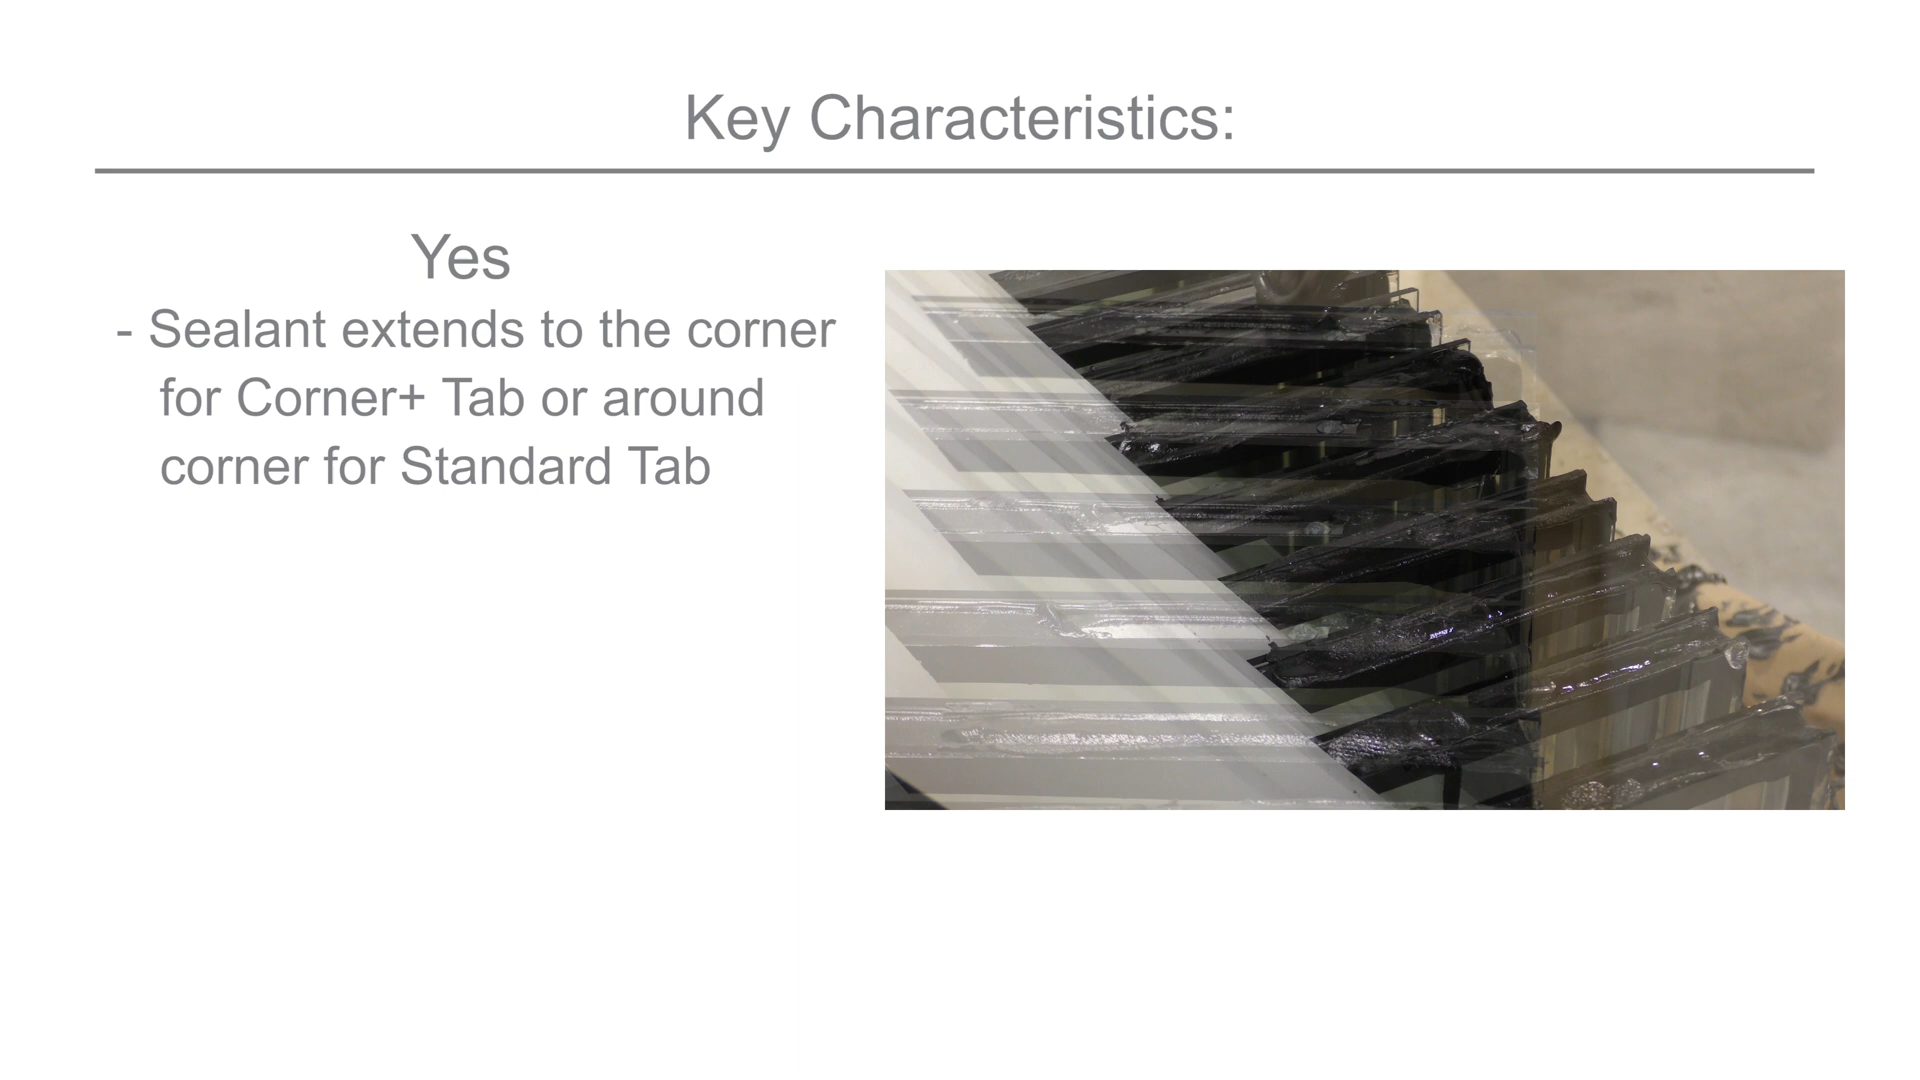 Key Characteristics:
Yes
- Sealant extends to the corner
for Corner+ Tab or around
corner for Standard Tab